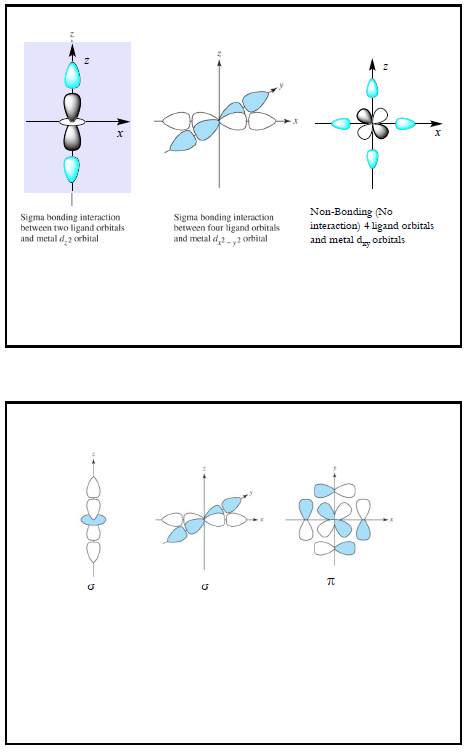 z
z
x
Sigma bonding interaction
between two ligand orbitals
and metal dz2 orbital
z
y
x
Sigma bonding interaction
between four ligand orbitals
and metal dx2 – y2 orbital
z
x
Non-Bonding (No
interaction) 4 ligand orbitals
and metal dxy orbitals
z
σ
z
y
x
σ
y
x
π